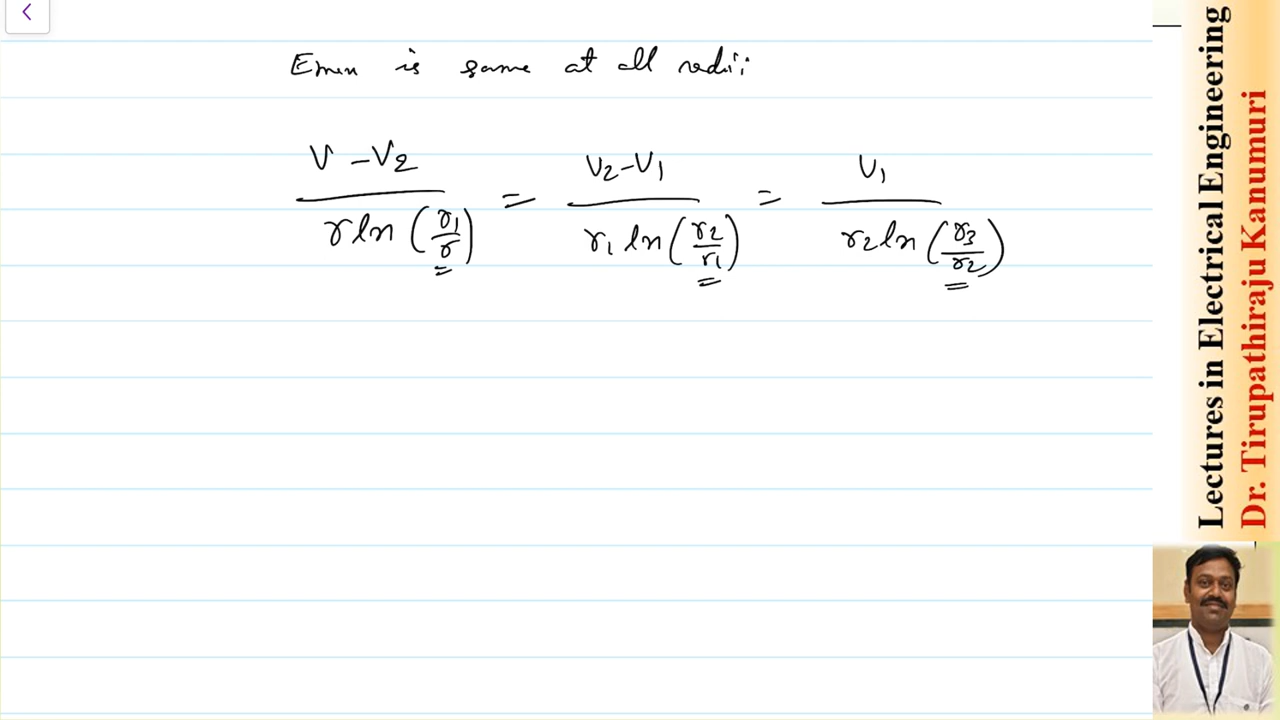 Emin is same at all radii
V - V2 / r ln (r1/r) = V2 - V1 / r1 ln (r2/r1) = V1 / r2 ln (r3/r2)
Lectures in Electrical Engineering
Dr. Tirupathiraju Kanumuri